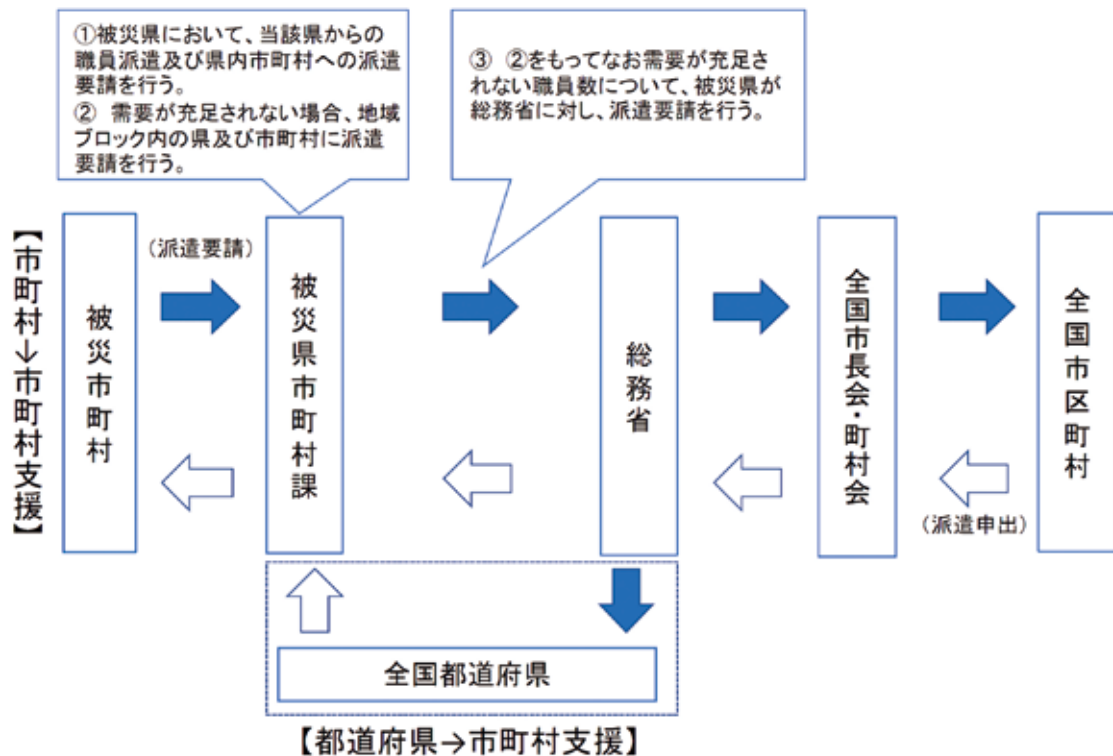 ①被災県において、当該県からの
職員派遣及び県内市町村への派遣
要請を行う。
② 需要が充足されない場合、地域
ブロック内の県及び市町村に派遣
要請を行う。
③ ②をもってなお需要が充足さ
れない職員数について、被災県が
総務省に対し、派遣要請を行う。
【市町村→市町村支援】
被災市町村
（派遣要請）
被災県市町村課
総務省
全国市長会・町村会
全国市区町村
（派遣申出）
全国都道府県
【都道府県→市町村支援】